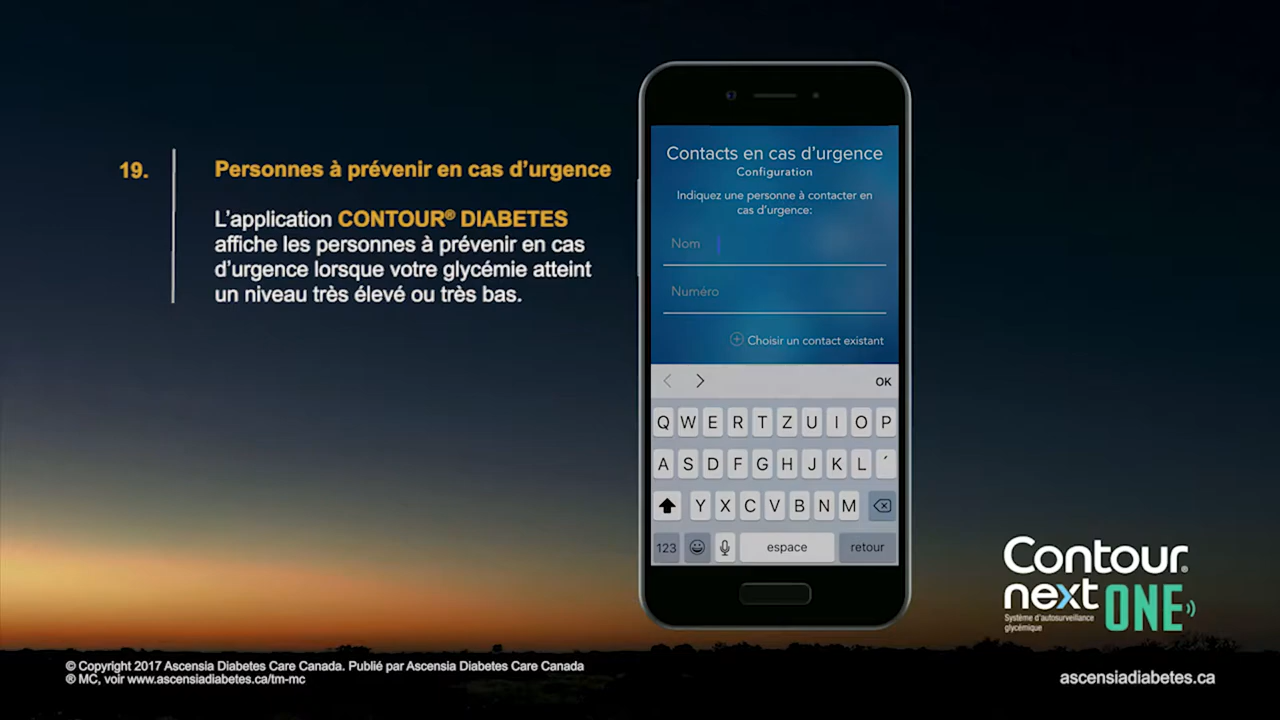 19.
Personnes à prévenir en cas d'urgence
L'application CONTOUR® DIABETES
affiche les personnes à prévenir en cas
d'urgence lorsque votre glycémie atteint
un niveau très élevé ou très bas.
Contacts en cas d'urgence
Configuration
Indiquez une personne à contacter en
cas d'urgence:
Nom
Numéro
Choisir un contact existant
OK
Q W E R T Z U I O P
A S D F G H J K L ´
Y X C V B N M
123 espace retour
Contour®
next ONE
Système d'autosurveillance
glycémique
© Copyright 2017 Ascensia Diabetes Care Canada. Publié par Ascensia Diabetes Care Canada
® MC, voir www.ascensiadiabetes.ca/tm-mc
ascensiadiabetes.ca